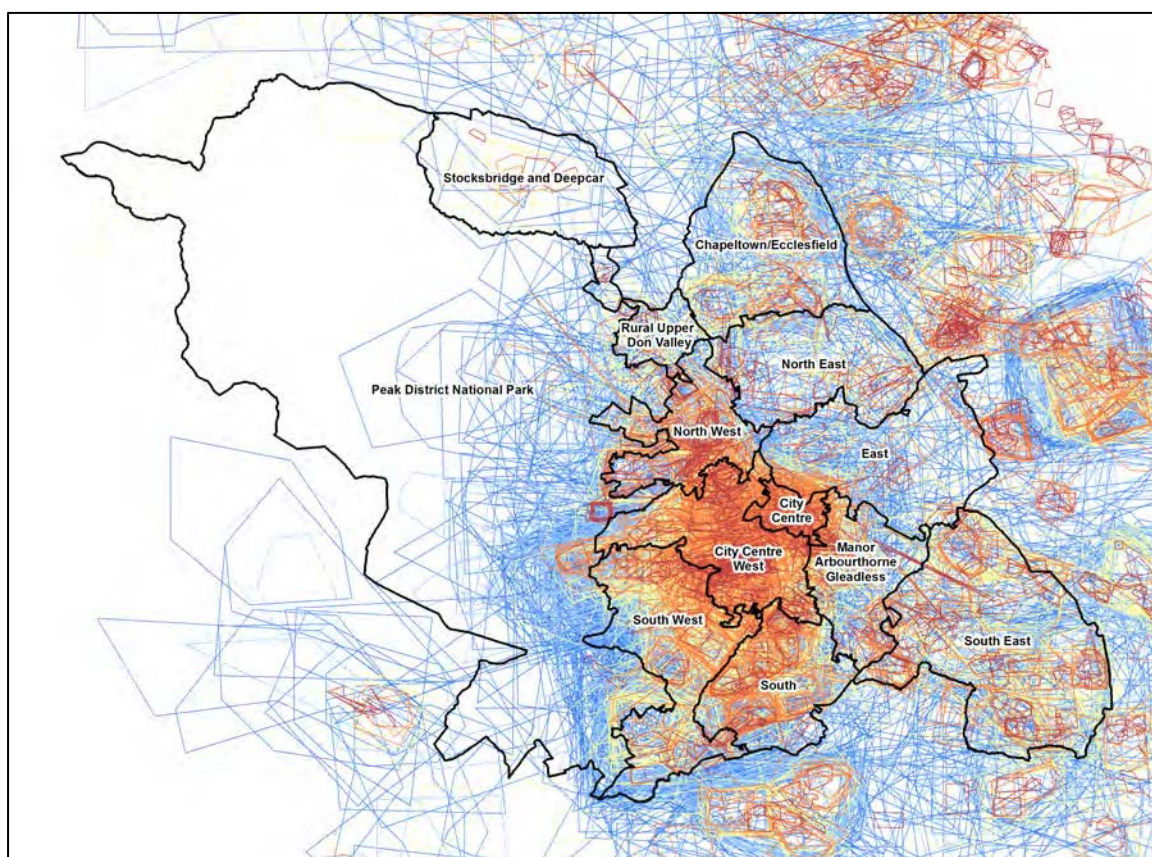 Stocksbridge and Deepcar
Chapeltown/Ecclesfield
Rural Upper
Don Valley
North East
Peak District National Park
North West
East
City
Centre
City Centre
West
Manor
Arbourthorne
Gleadless
South West
South East
South